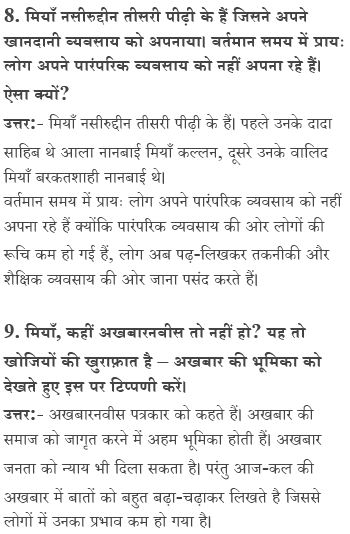 8. मियाँ नसीरुद्दीन तीसरी पीढ़ी के हैं जिसने अपने
खानदानी व्यवसाय को अपनाया। वर्तमान समय में प्रायः
लोग अपने पारंपरिक व्यवसाय को नहीं अपना रहे हैं।
ऐसा क्यों?
उत्तर:- मियाँ नसीरुद्दीन तीसरी पीढ़ी के हैं। पहले उनके दादा
साहिब थे आला नानबाई मियाँ कल्लन, दूसरे उनके वालिद
मियाँ बरकतशाही नानबाई थे।
वर्तमान समय में प्रायः लोग अपने पारंपरिक व्यवसाय को नहीं
अपना रहे हैं क्योंकि पारंपरिक व्यवसाय की ओर लोगों की
रूचि कम हो गई हैं, लोग अब पढ़-लिखकर तकनीकी और
शैक्षिक व्यवसाय की ओर जाना पसंद करते हैं।
9. मियाँ, कहीं अखबारनवीस तो नहीं हो? यह तो
खोजियों की खुराफ़ात है – अखबार की भूमिका को
देखते हुए इस पर टिप्पणी करें।
उत्तर:- अखबारनवीस पत्रकार को कहते हैं। अखबार की
समाज को जागृत करने में अहम भूमिका होती हैं। अखबार
जनता को न्याय भी दिला सकता है। परंतु आज-कल की
अखबार में बातों को बहुत बढ़ा-चढ़ाकर लिखते है जिससे
लोगों में उनका प्रभाव कम हो गया है।